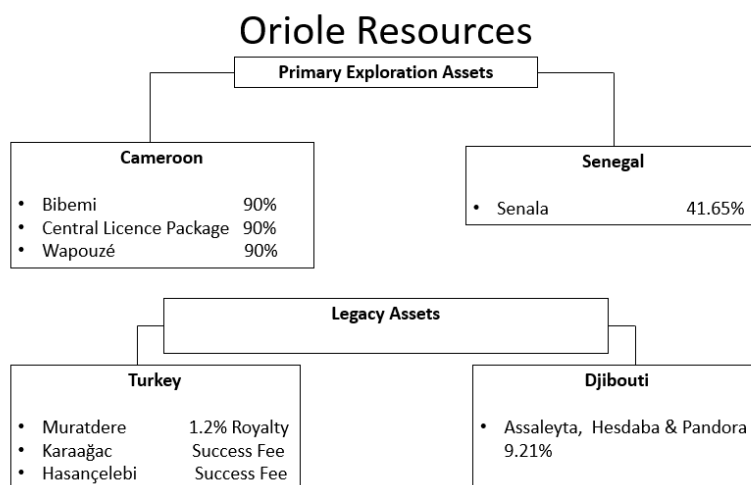 Oriole Resources
Primary Exploration Assets
Cameroon
• Bibemi 90%
• Central Licence Package 90%
• Wapouzé 90%
Senegal
• Senala 41.65%
Legacy Assets
Turkey
• Muratdere 1.2% Royalty
• Karaağac Success Fee
• Hasançelebi Success Fee
Djibouti
• Assaleyta, Hesdaba & Pandora
9.21%